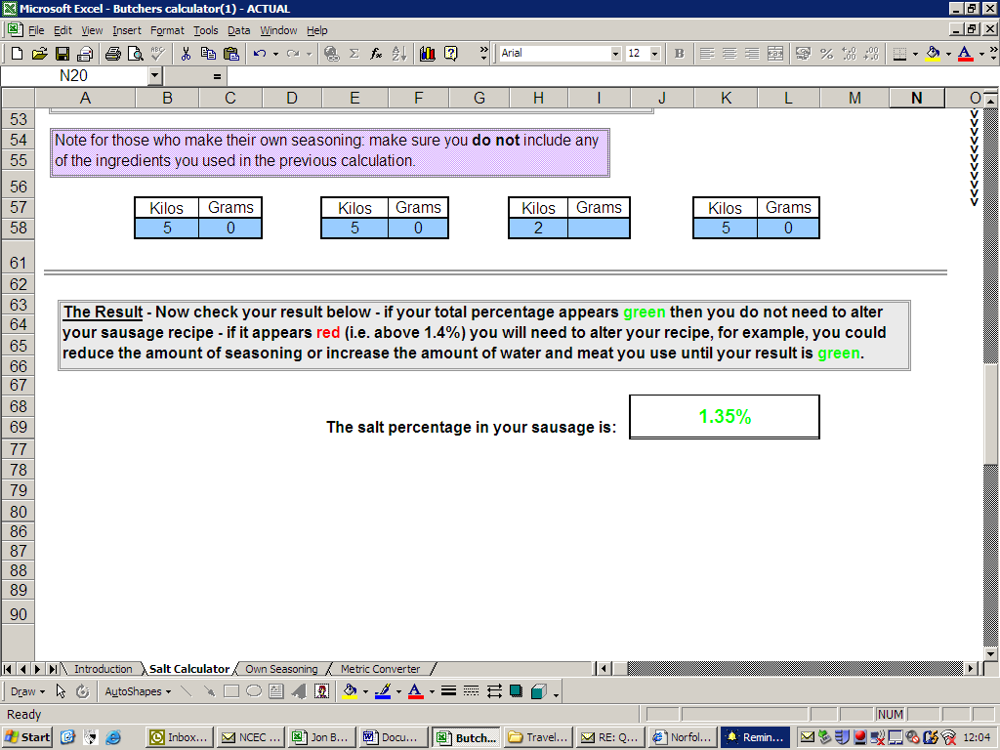 Microsoft Excel - Butchers calculator(1) - ACTUAL
File Edit View Insert Format Tools Data Window Help
Arial 12 B
N20 =
A B C D E F G H I J K L M N O
53
54 Note for those who make their own seasoning: make sure you do not include any
55 of the ingredients you used in the previous calculation.
56
57 Kilos Grams Kilos Grams Kilos Grams Kilos Grams
58 5 0 5 0 2 5 0
61
62
63 The Result - Now check your result below - if your total percentage appears green then you do not need to alter
64 your sausage recipe - if it appears red (i.e. above 1.4%) you will need to alter your recipe, for example, you could
65 reduce the amount of seasoning or increase the amount of water and meat you use until your result is green.
66
67
68 1.35%
69 The salt percentage in your sausage is:
77
78
79
80
86
87
88
89
90
Introduction Salt Calculator Own Seasoning Metric Converter
Draw AutoShapes
Ready NUM
Start Inbox... NCEC ... Jon B... Docu... Butch... Travel... RE: Q... Norfol... Remin... 12:04